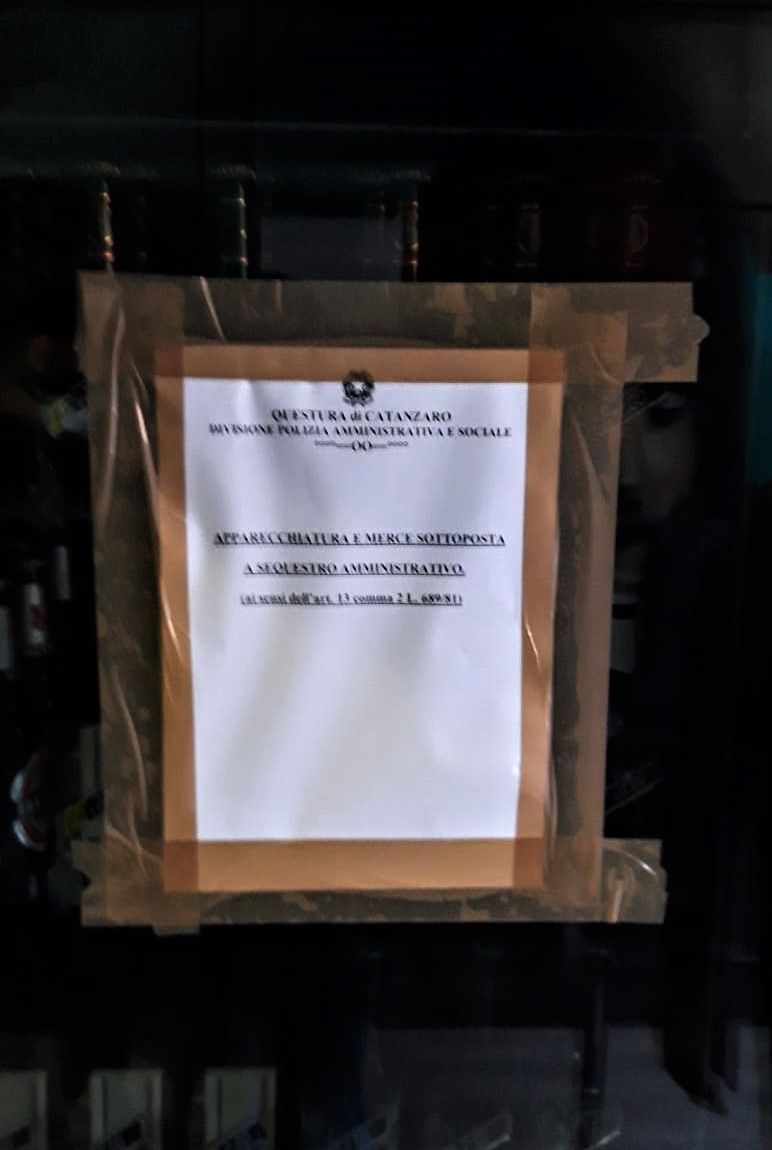 QUESTURA di CATANZARO
DIVISIONE POLIZIA AMMINISTRATIVA E SOCIALE
°°°°---OO---°°°°
APPARECCHIATURA E MERCE SOTTOPOSTA
A SEQUESTRO AMMINISTRATIVO.
(ai sensi dell'art. 13 comma 2 L. 689/81)